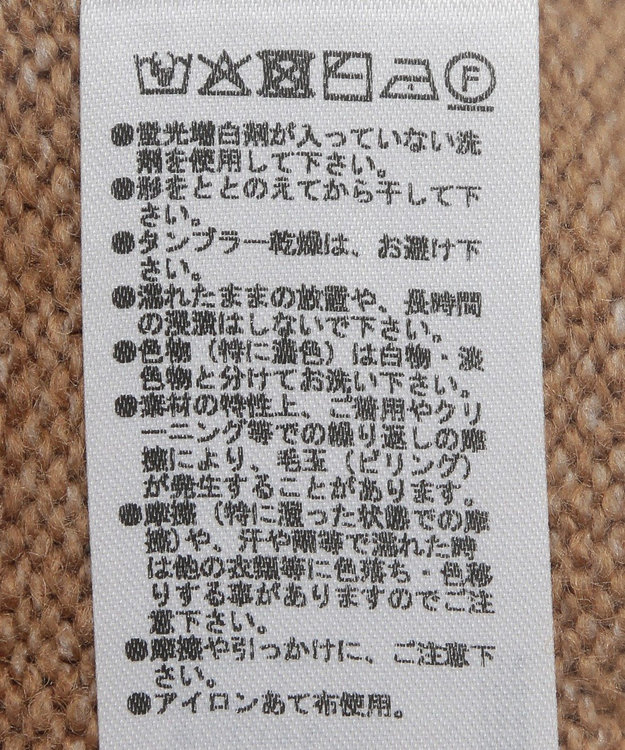 F
●蛍光増白剤が入っていない洗
剤を使用して下さい。
●形をととのえてから干して下
さい。
●タンブラー乾燥は、お避け下
さい。
●濡れたままの放置や、長時間
の浸漬はしないで下さい。
●色物（特に濃色）は白物・淡
色物と分けてお洗い下さい。
●素材の特性上、ご着用やクリ
ーニング等での繰り返しの摩
擦により、毛玉（ピリング）
が発生することがあります。
●摩擦（特に湿った状態での摩
擦）や、汗や雨等で濡れた時
は他の衣類等に色落ち・色移
りする事がありますのでご注
意下さい。
●摩擦や引っかけに、ご注意下
さい。
●アイロンあて布使用。